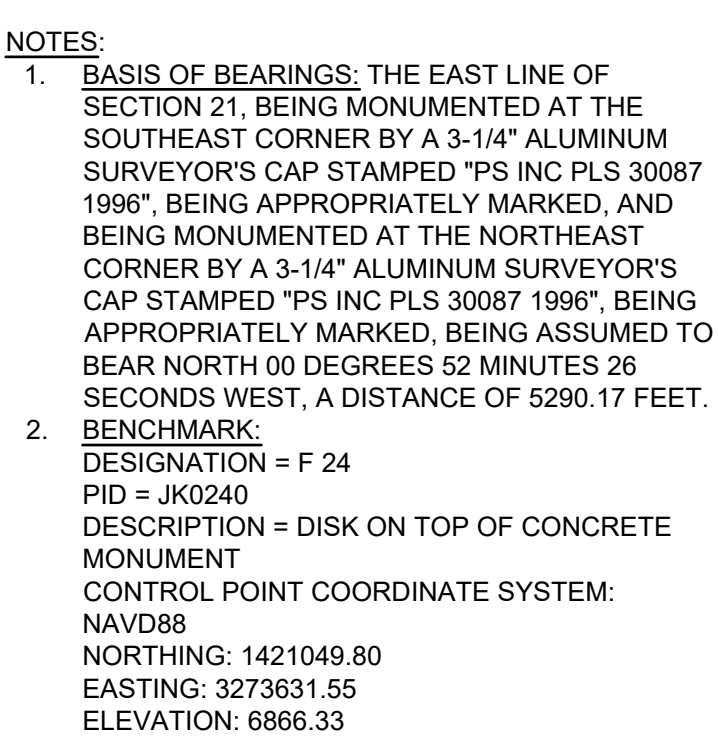 NOTES:
1. BASIS OF BEARINGS: THE EAST LINE OF
SECTION 21, BEING MONUMENTED AT THE
SOUTHEAST CORNER BY A 3-1/4" ALUMINUM
SURVEYOR'S CAP STAMPED "PS INC PLS 30087
1996", BEING APPROPRIATELY MARKED, AND
BEING MONUMENTED AT THE NORTHEAST
CORNER BY A 3-1/4" ALUMINUM SURVEYOR'S
CAP STAMPED "PS INC PLS 30087 1996", BEING
APPROPRIATELY MARKED, BEING ASSUMED TO
BEAR NORTH 00 DEGREES 52 MINUTES 26
SECONDS WEST, A DISTANCE OF 5290.17 FEET.
2. BENCHMARK:
DESIGNATION = F 24
PID = JK0240
DESCRIPTION = DISK ON TOP OF CONCRETE
MONUMENT
CONTROL POINT COORDINATE SYSTEM:
NAVD88
NORTHING: 1421049.80
EASTING: 3273631.55
ELEVATION: 6866.33